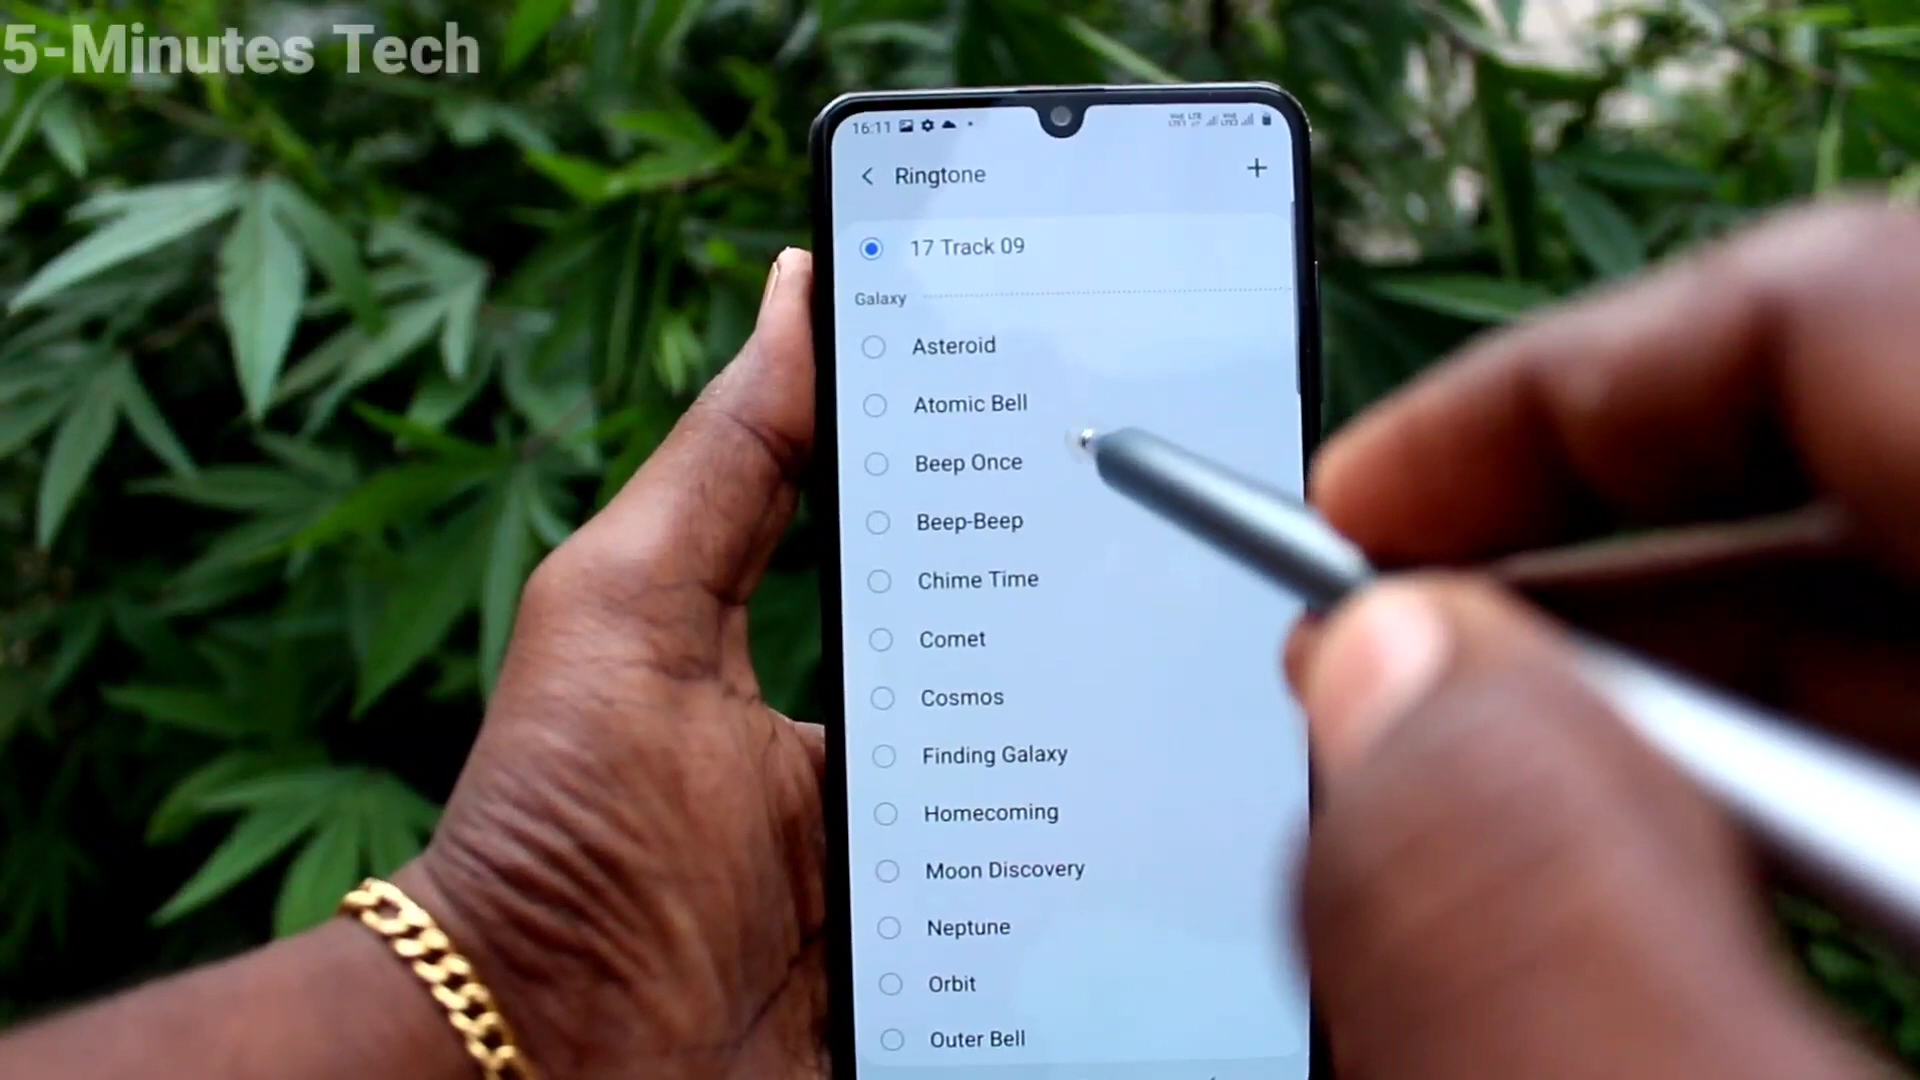 5-Minutes Tech
16:11
Ringtone
17 Track 09
Galaxy
Asteroid
Atomic Bell
Beep Once
Beep-Beep
Chime Time
Comet
Cosmos
Finding Galaxy
Homecoming
Moon Discovery
Neptune
Orbit
Outer Bell